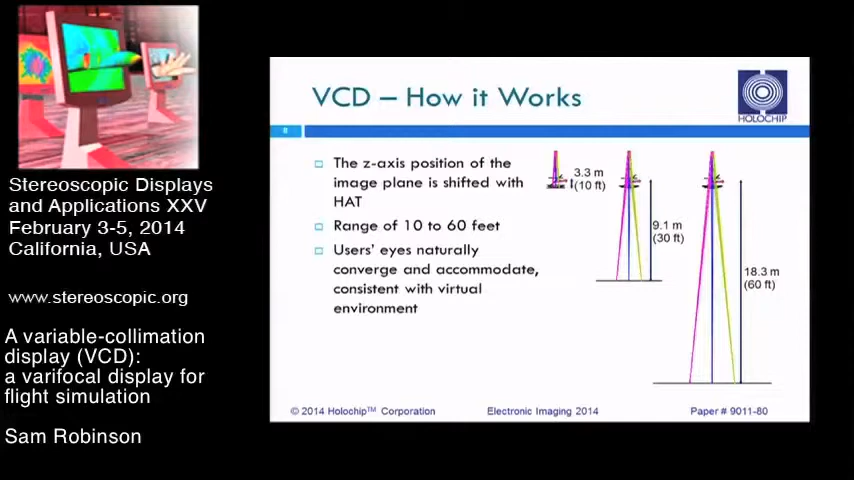 Stereoscopic Displays
and Applications XXV
February 3-5, 2014
California, USA
www.stereoscopic.org
A variable-collimation
display (VCD):
a varifocal display for
flight simulation
Sam Robinson
VCD – How it Works
HOLOCHIP
8
The z-axis position of the
image plane is shifted with
HAT
Range of 10 to 60 feet
Users’ eyes naturally
converge and accommodate,
consistent with virtual
environment
3.3 m
(10 ft)
9.1 m
(30 ft)
18.3 m
(60 ft)
© 2014 Holochip™ Corporation
Electronic Imaging 2014
Paper # 9011-80